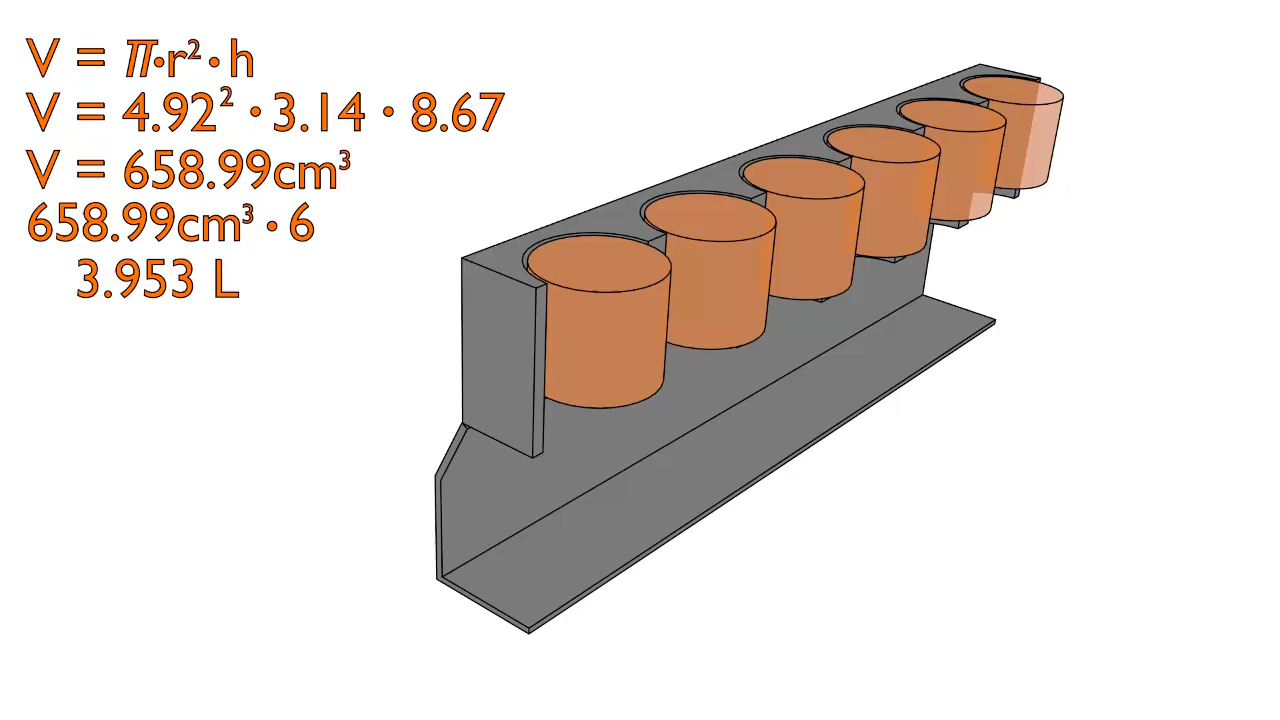 V = π·r²·h
V = 4.92² · 3.14 · 8.67
V = 658.99cm³
658.99cm³ · 6
3.953 L